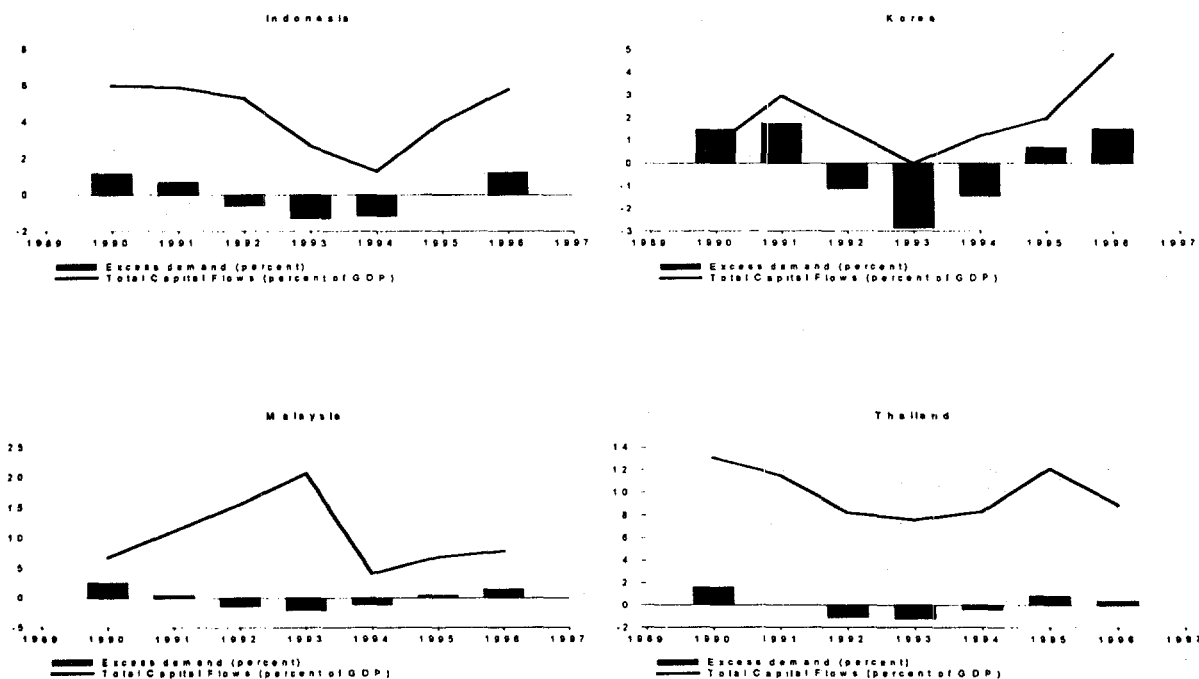 Indonesia
8
6
4
2
0
-2
1989 1990 1991 1992 1993 1994 1995 1996 1997
Excess demand (percent)
Total Capital Flows (percent of GDP)
Korea
5
4
3
2
1
0
-1
-2
-3
1989 1990 1991 1992 1993 1994 1995 1996 1997
Excess demand (percent)
Total Capital Flows (percent of GDP)
Malaysia
25
20
15
10
5
0
-5
1989 1990 1991 1992 1993 1994 1995 1996 1997
Excess demand (percent)
Total Capital Flows (percent of GDP)
Thailand
14
12
10
8
6
4
2
0
-2
1989 1990 1991 1992 1993 1994 1995 1996 1997
Excess demand (percent)
Total Capital Flows (percent of GDP)